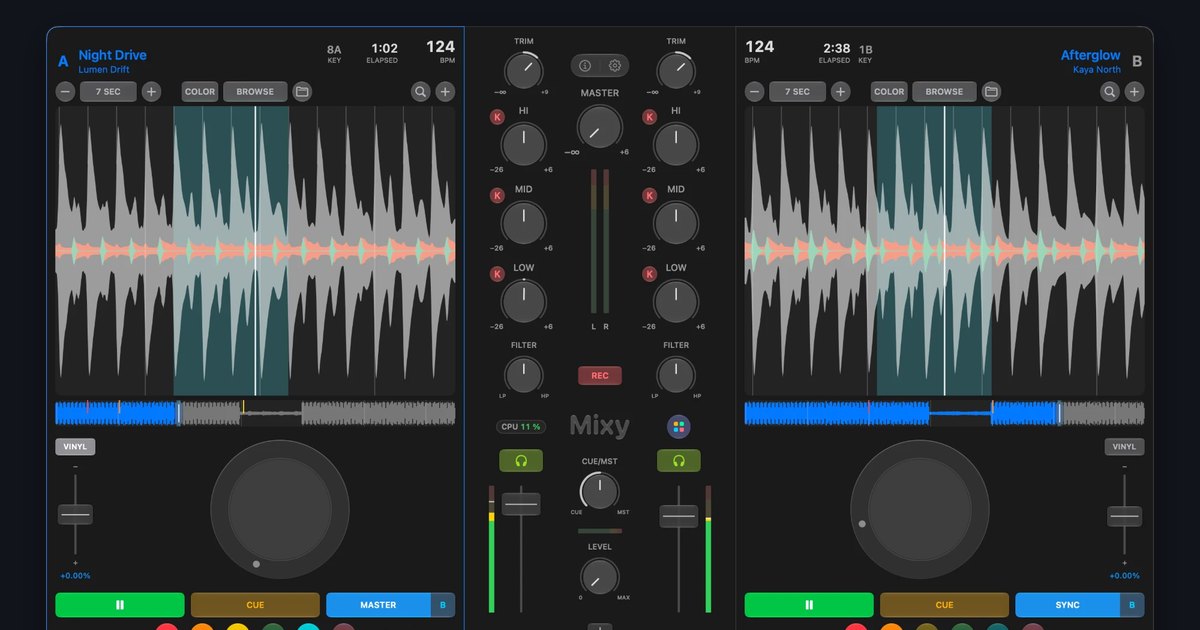 A
Night Drive
Lumen Drift
8A
KEY
1:02
ELAPSED
124
BPM
7 SEC
COLOR
BROWSE
VINYL
+0.00%
CUE
MASTER
B
TRIM
-∞
+9
K
HI
-26
+6
K
MID
-26
+6
K
LOW
-26
+6
FILTER
LP
HP
CPU 11 %
MASTER
-∞
+6
L R
REC
Mixy
CUE/MST
CUE
MST
LEVEL
0
MAX
TRIM
-∞
+9
K
HI
-26
+6
K
MID
-26
+6
K
LOW
-26
+6
FILTER
LP
HP
124
BPM
2:38
ELAPSED
1B
KEY
Afterglow
Kaya North
B
7 SEC
COLOR
BROWSE
VINYL
+0.00%
CUE
SYNC
B